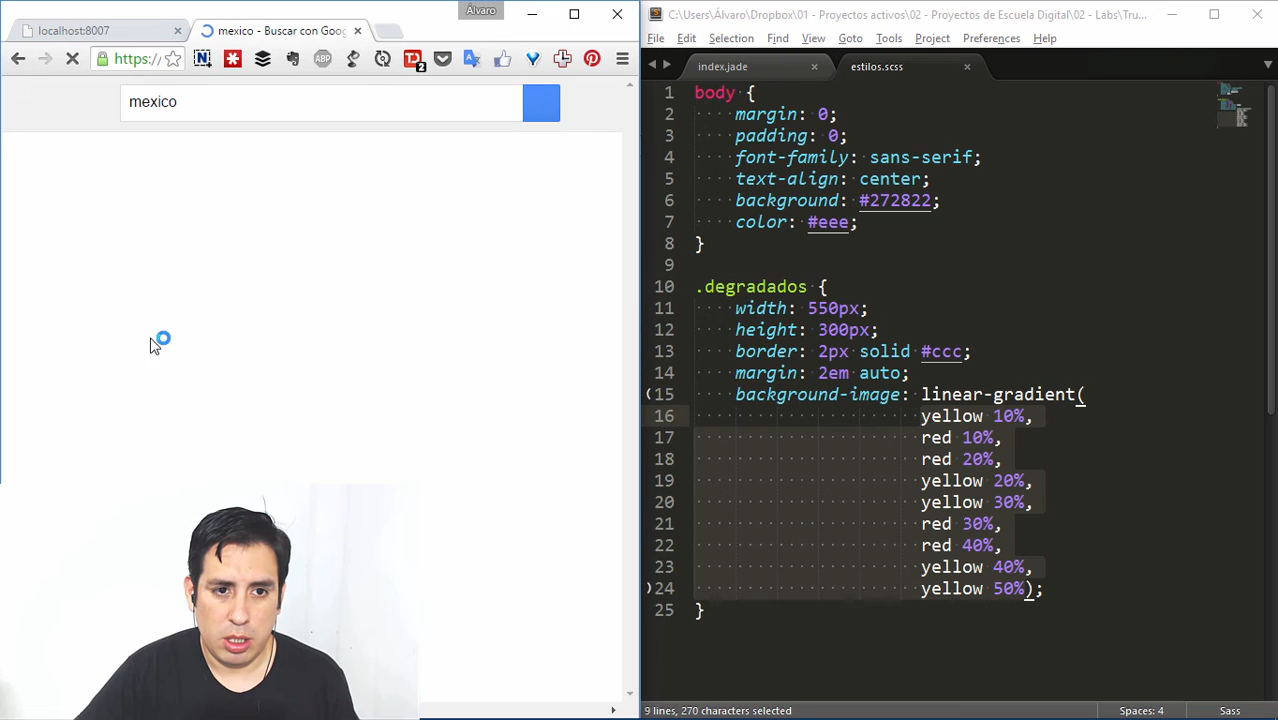 Álvaro
localhost:8007
mexico - Buscar con Goog
https://
ABP
TD
2
mexico
C:\Users\Álvaro\Dropbox\01 - Proyectos activos\02 - Proyectos de Escuela Digital\02 - Labs\Tru...
File Edit Selection Find View Goto Tools Project Preferences Help
index.jade
estilos.scss
1 body {
2 margin: 0;
3 padding: 0;
4 font-family: sans-serif;
5 text-align: center;
6 background: #272822;
7 color: #eee;
8 }
9
10 .degradados {
11 width: 550px;
12 height: 300px;
13 border: 2px solid #ccc;
14 margin: 2em auto;
15 background-image: linear-gradient(
16 yellow 10%,
17 red 10%,
18 red 20%,
19 yellow 20%,
20 yellow 30%,
21 red 30%,
22 red 40%,
23 yellow 40%,
24 yellow 50%);
25 }
9 lines, 270 characters selected
Spaces: 4
Sass